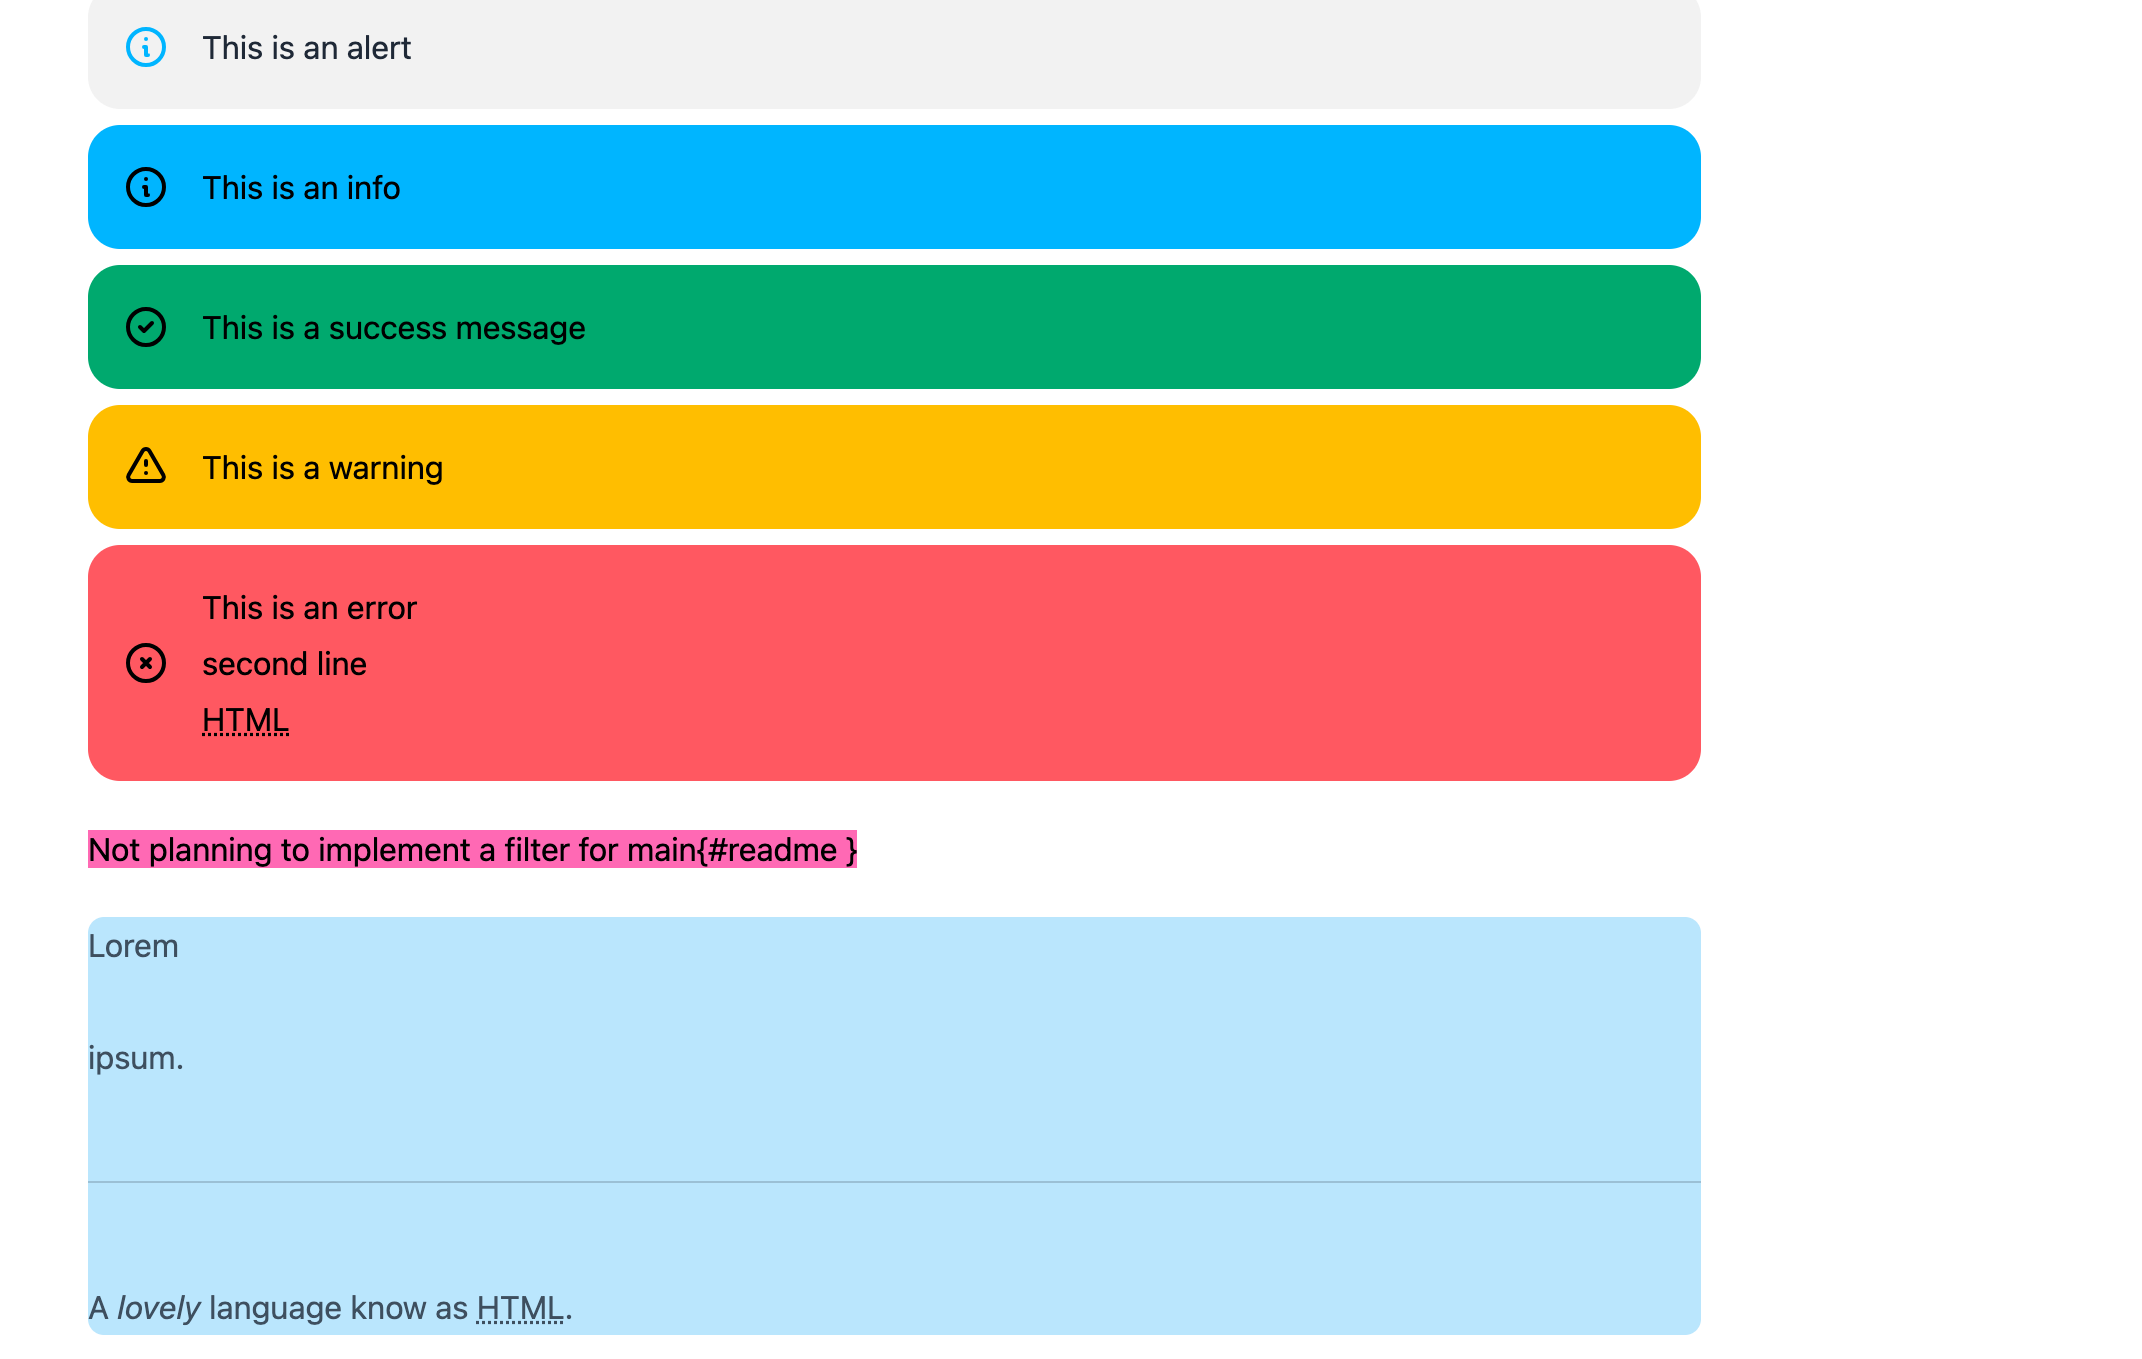 This is an alert
This is an info
This is a success message
This is a warning
This is an error
second line
HTML
Not planning to implement a filter for main{#readme }
Lorem
ipsum.
A lovely language know as HTML.